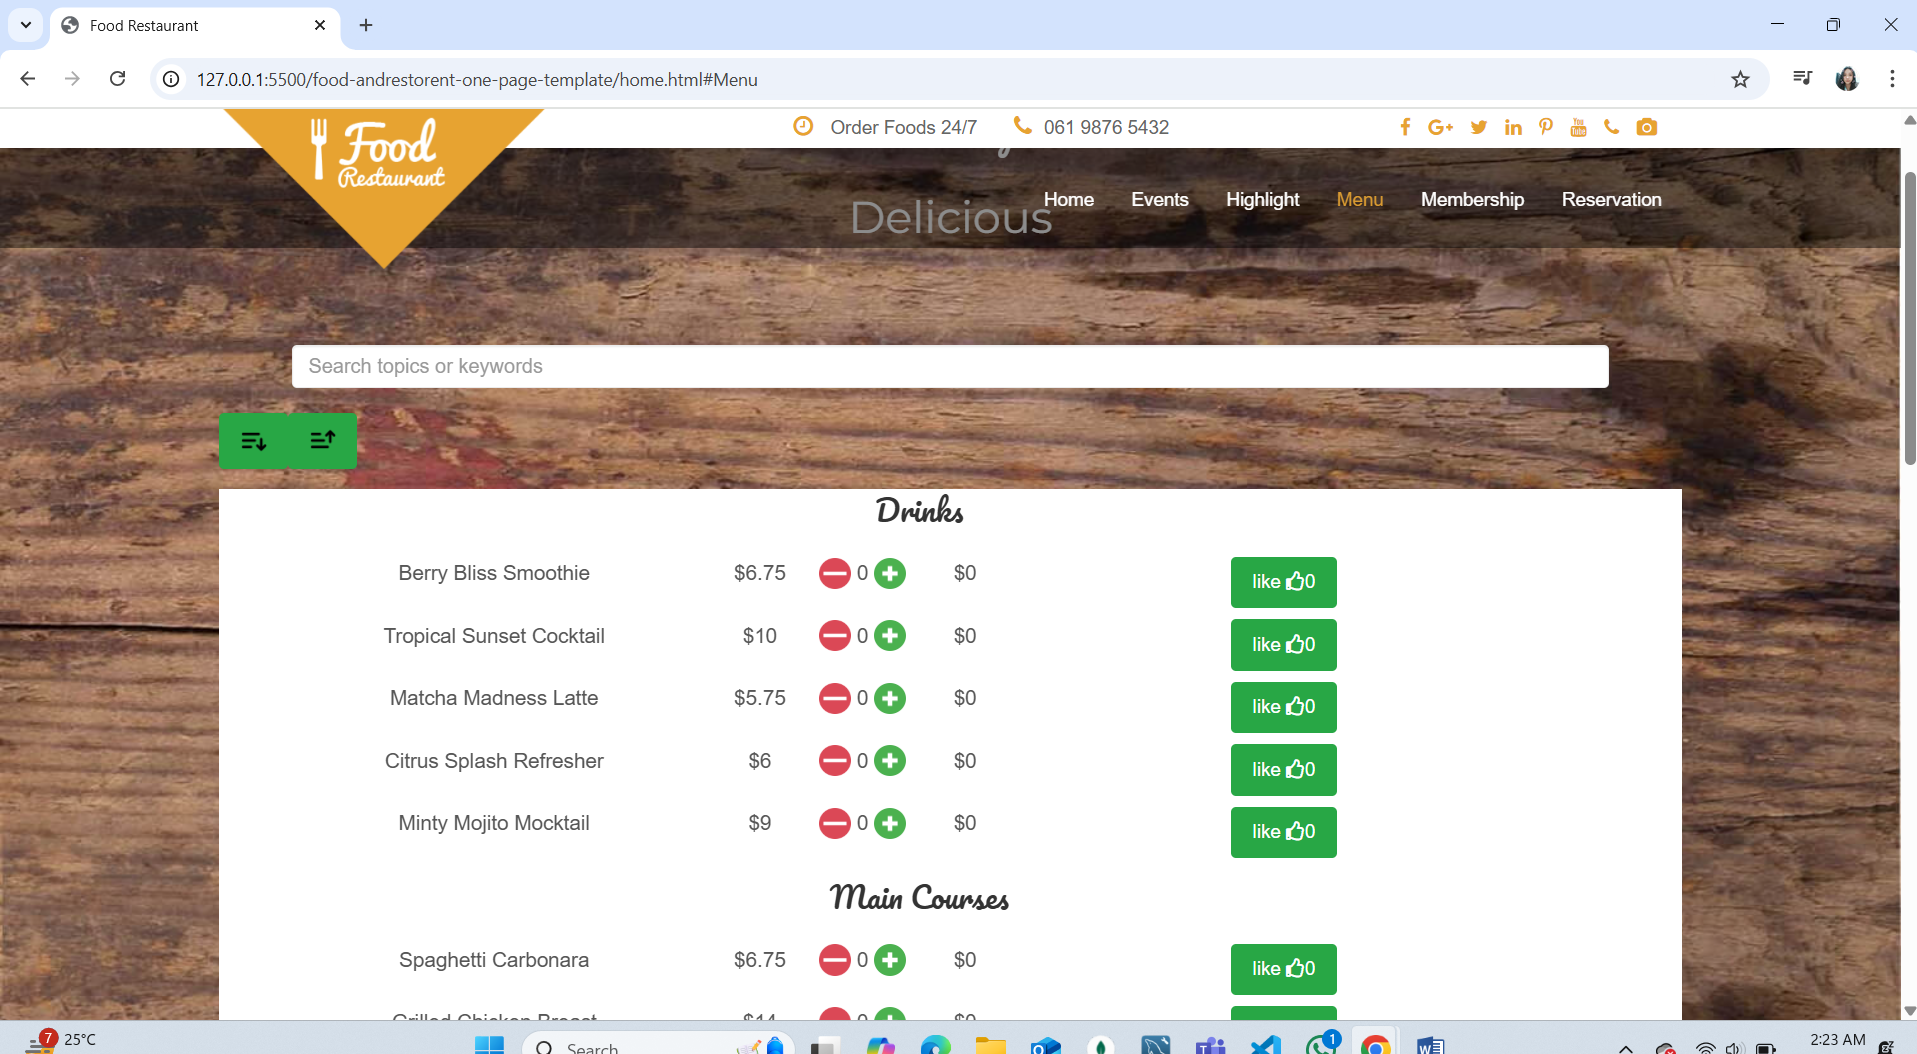 Food Restaurant
127.0.0.1:5500/food-andrestorent-one-page-template/home.html#Menu
Food
Restaurant
Order Foods 24/7 061 9876 5432
Home Events Highlight Menu Membership Reservation
Delicious
Search topics or keywords
Drinks
Berry Bliss Smoothie $6.75 0 $0 like 0
Tropical Sunset Cocktail $10 0 $0 like 0
Matcha Madness Latte $5.75 0 $0 like 0
Citrus Splash Refresher $6 0 $0 like 0
Minty Mojito Mocktail $9 0 $0 like 0
Main Courses
Spaghetti Carbonara $6.75 0 $0 like 0
Grilled Chicken Breast $14 0 $0
7 25°C Search 1 2:23 AM